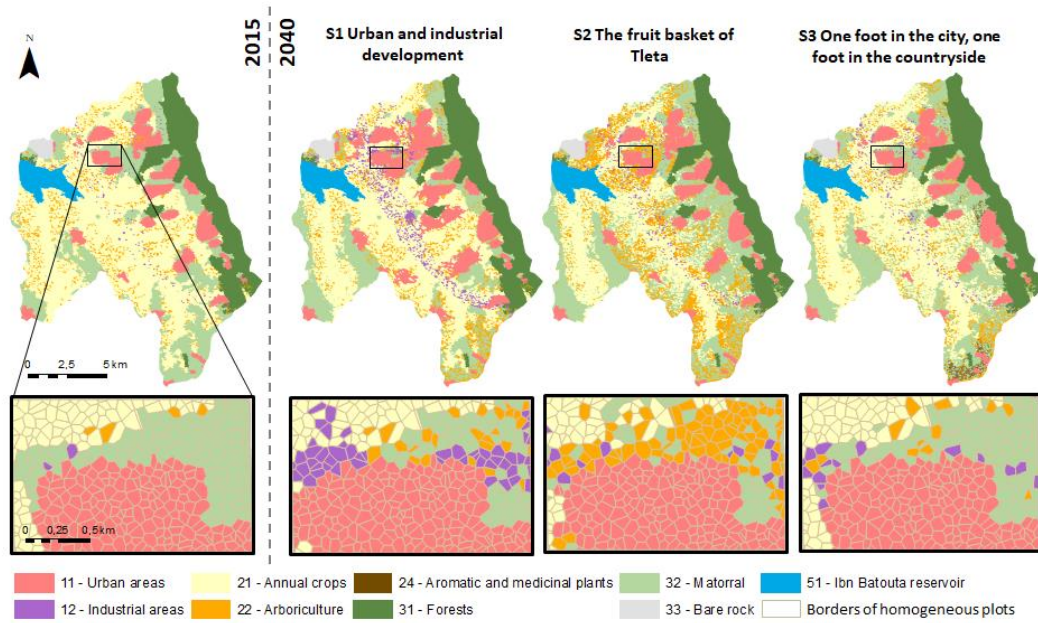 N
2015
2040
S1 Urban and industrial
development
S2 The fruit basket of
Tleta
S3 One foot in the city, one
foot in the countryside
0 2,5 5 km
0 0,25 0,5 km
11 - Urban areas
21 - Annual crops
24 - Aromatic and medicinal plants
32 - Matorral
51 - Ibn Batouta reservoir
12 - Industrial areas
22 - Arboriculture
31 - Forests
33 - Bare rock
Borders of homogeneous plots